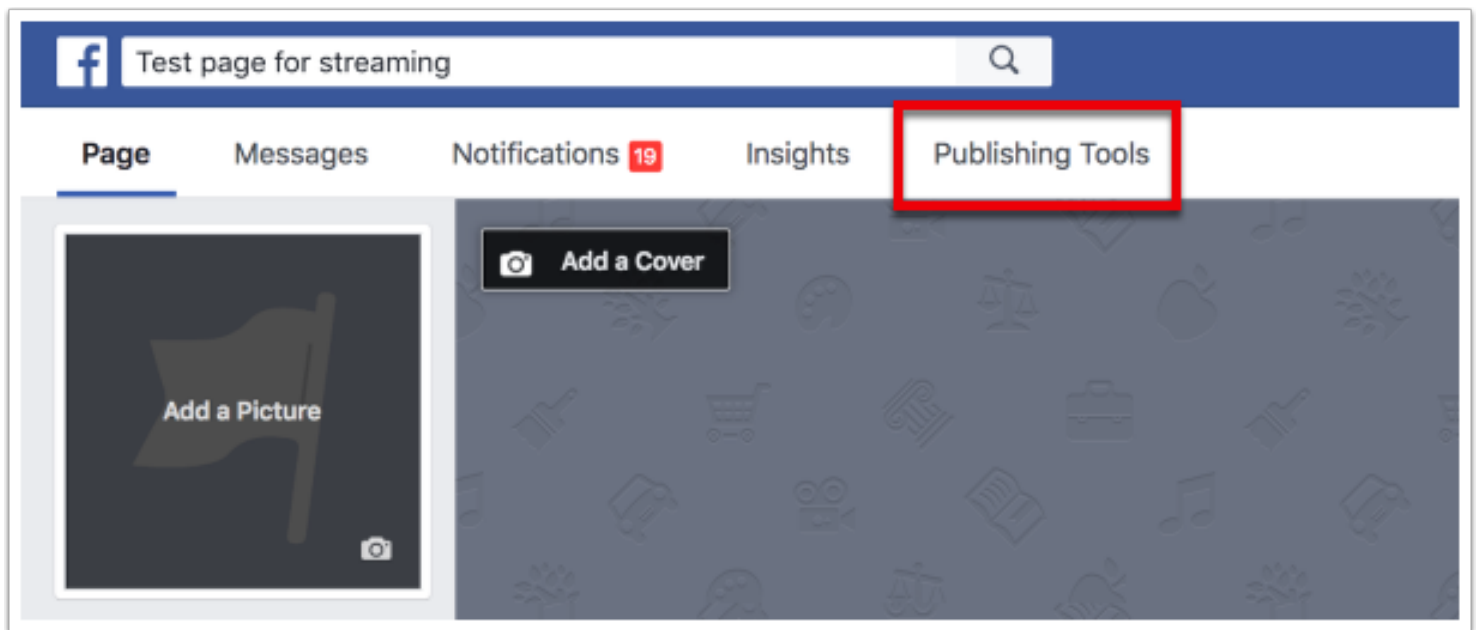 f
Test page for streaming
Page Messages Notifications 19 Insights Publishing Tools
Add a Cover
Add a Picture